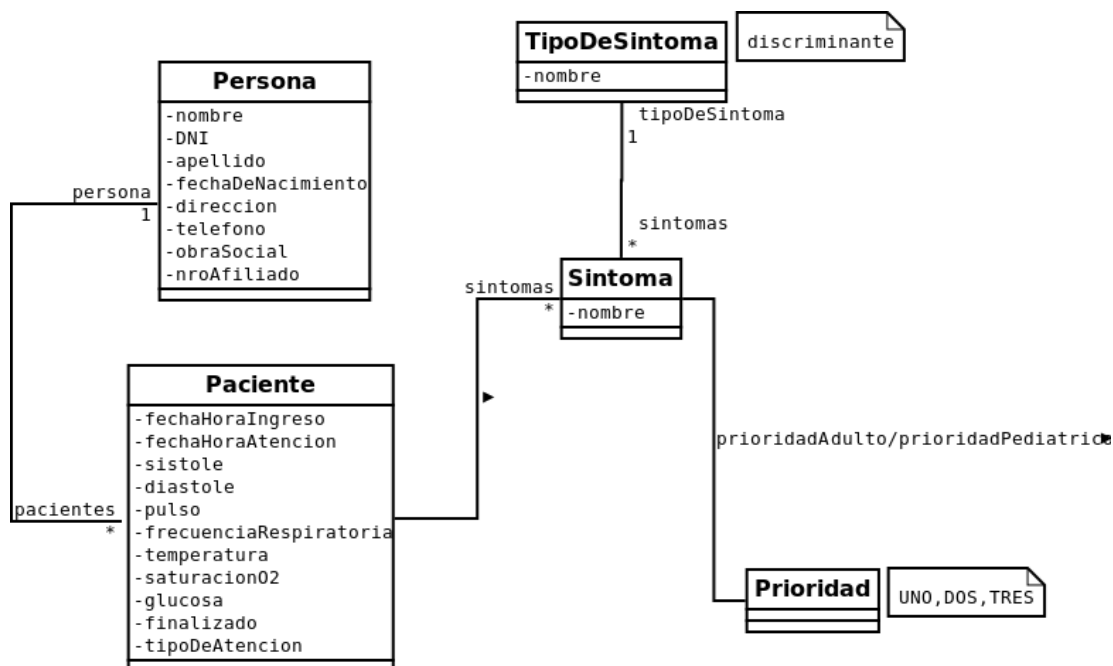 TipoDeSintoma
-nombre
discriminante
Persona
-nombre
-DNI
-apellido
-fechaDeNacimiento
-direccion
-telefono
-obraSocial
-nroAfiliado
persona
1
tipoDeSintoma
1
sintomas
*
Sintoma
-nombre
sintomas
*
Paciente
-fechaHoraIngreso
-fechaHoraAtencion
-sistole
-diastole
-pulso
-frecuenciaRespiratoria
-temperatura
-saturacionO2
-glucosa
-finalizado
-tipoDeAtencion
pacientes
*
prioridadAdulto/prioridadPediatrica
Prioridad
UNO,DOS,TRES